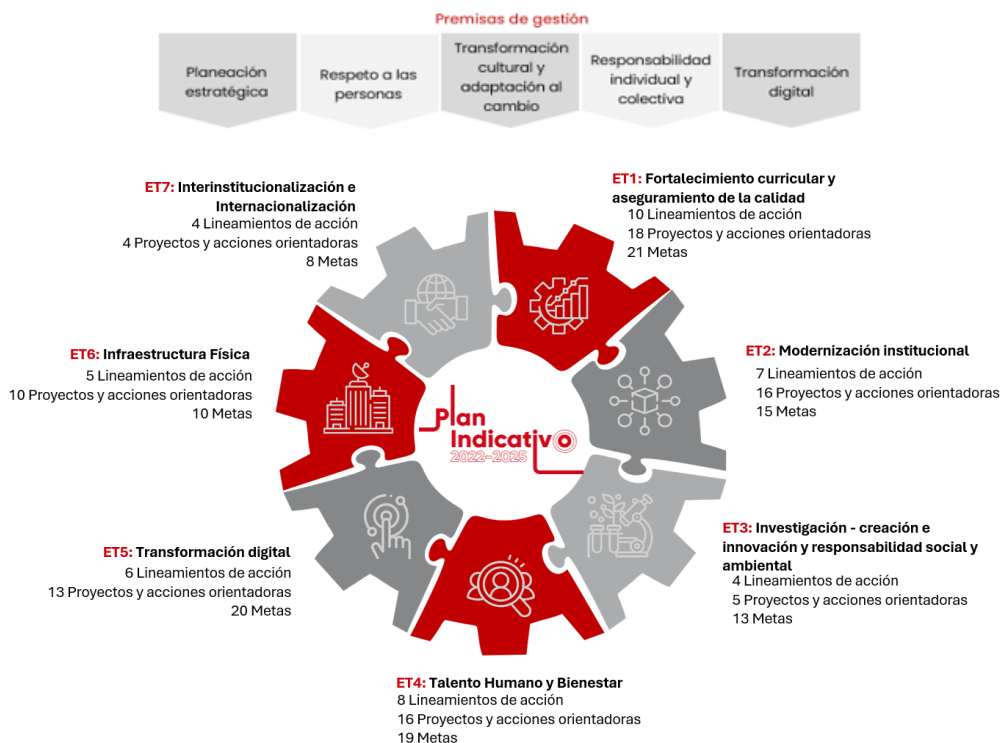 Premisas de gestión
Planeación
estratégica
Respeto a las
personas
Transformación
cultural y
adaptación al
cambio
Responsabilidad
individual y
colectiva
Transformación
digital
ET7: Interinstitucionalización e
Internacionalización
4 Lineamientos de acción
4 Proyectos y acciones orientadoras
8 Metas
ET1: Fortalecimiento curricular y
aseguramiento de la calidad
10 Lineamientos de acción
18 Proyectos y acciones orientadoras
21 Metas
ET6: Infraestructura Física
5 Lineamientos de acción
10 Proyectos y acciones orientadoras
10 Metas
ET2: Modernización institucional
7 Lineamientos de acción
16 Proyectos y acciones orientadoras
15 Metas
Plan
Indicativo
2022-2025
ET5: Transformación digital
6 Lineamientos de acción
13 Proyectos y acciones orientadoras
20 Metas
ET3: Investigación - creación e
innovación y responsabilidad social y
ambiental
4 Lineamientos de acción
5 Proyectos y acciones orientadoras
13 Metas
ET4: Talento Humano y Bienestar
8 Lineamientos de acción
16 Proyectos y acciones orientadoras
19 Metas